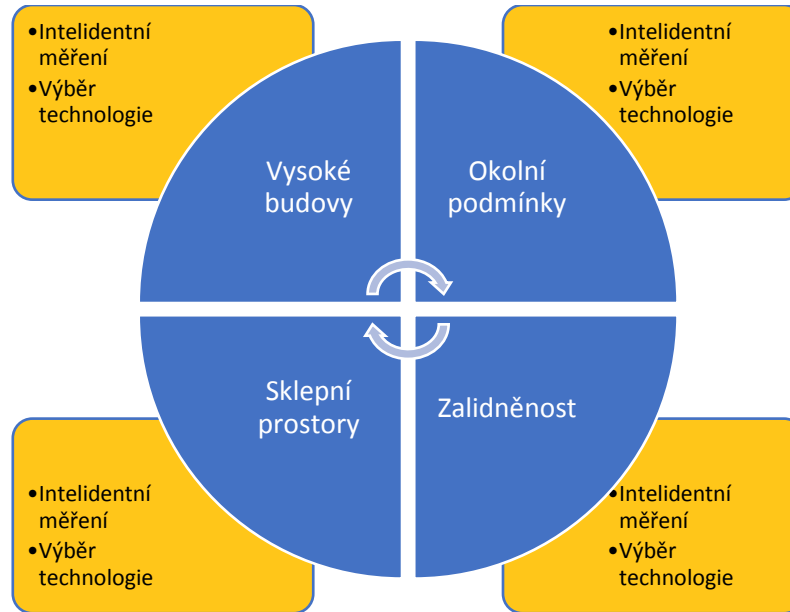 •Intelidentní
měření
•Výběr
technologie
•Intelidentní
měření
•Výběr
technologie
Vysoké
budovy
Okolní
podmínky
Sklepní
prostory
Zalidněnost
•Intelidentní
měření
•Výběr
technologie
•Intelidentní
měření
•Výběr
technologie